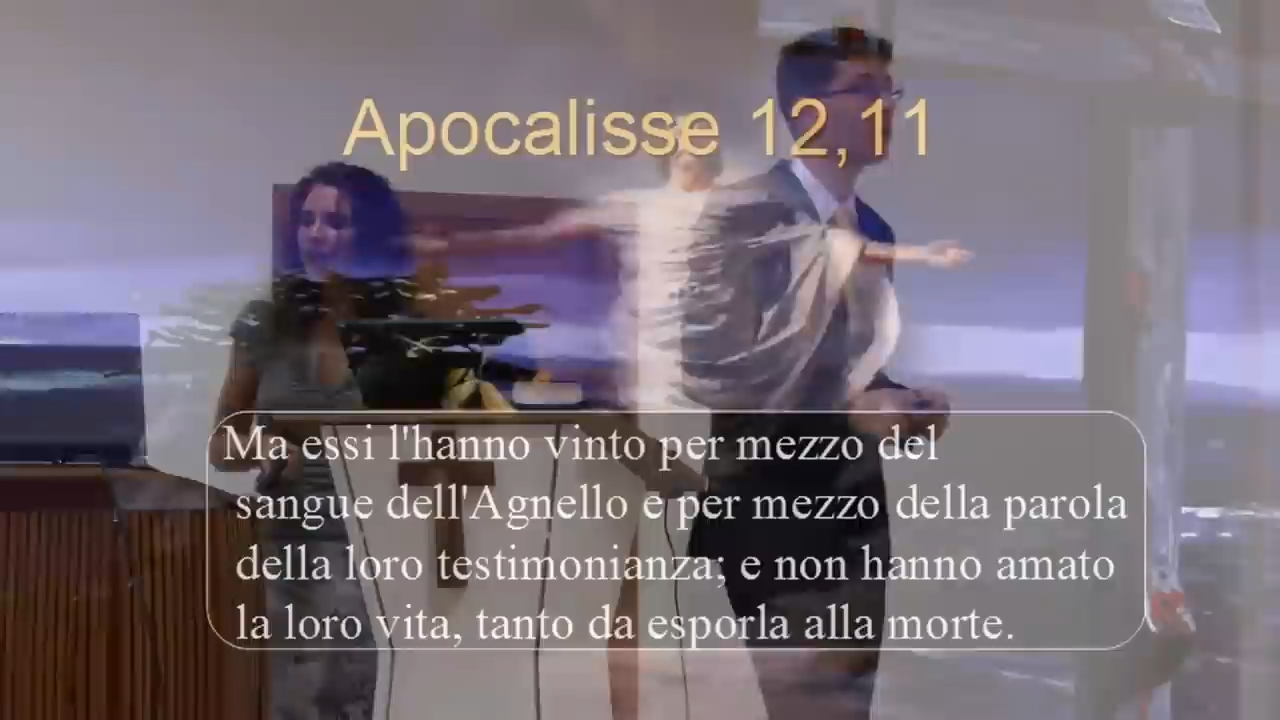 Apocalisse 12,11
Ma essi l'hanno vinto per mezzo del
sangue dell'Agnello e per mezzo della parola
della loro testimonianza; e non hanno amato
la loro vita, tanto da esporla alla morte.